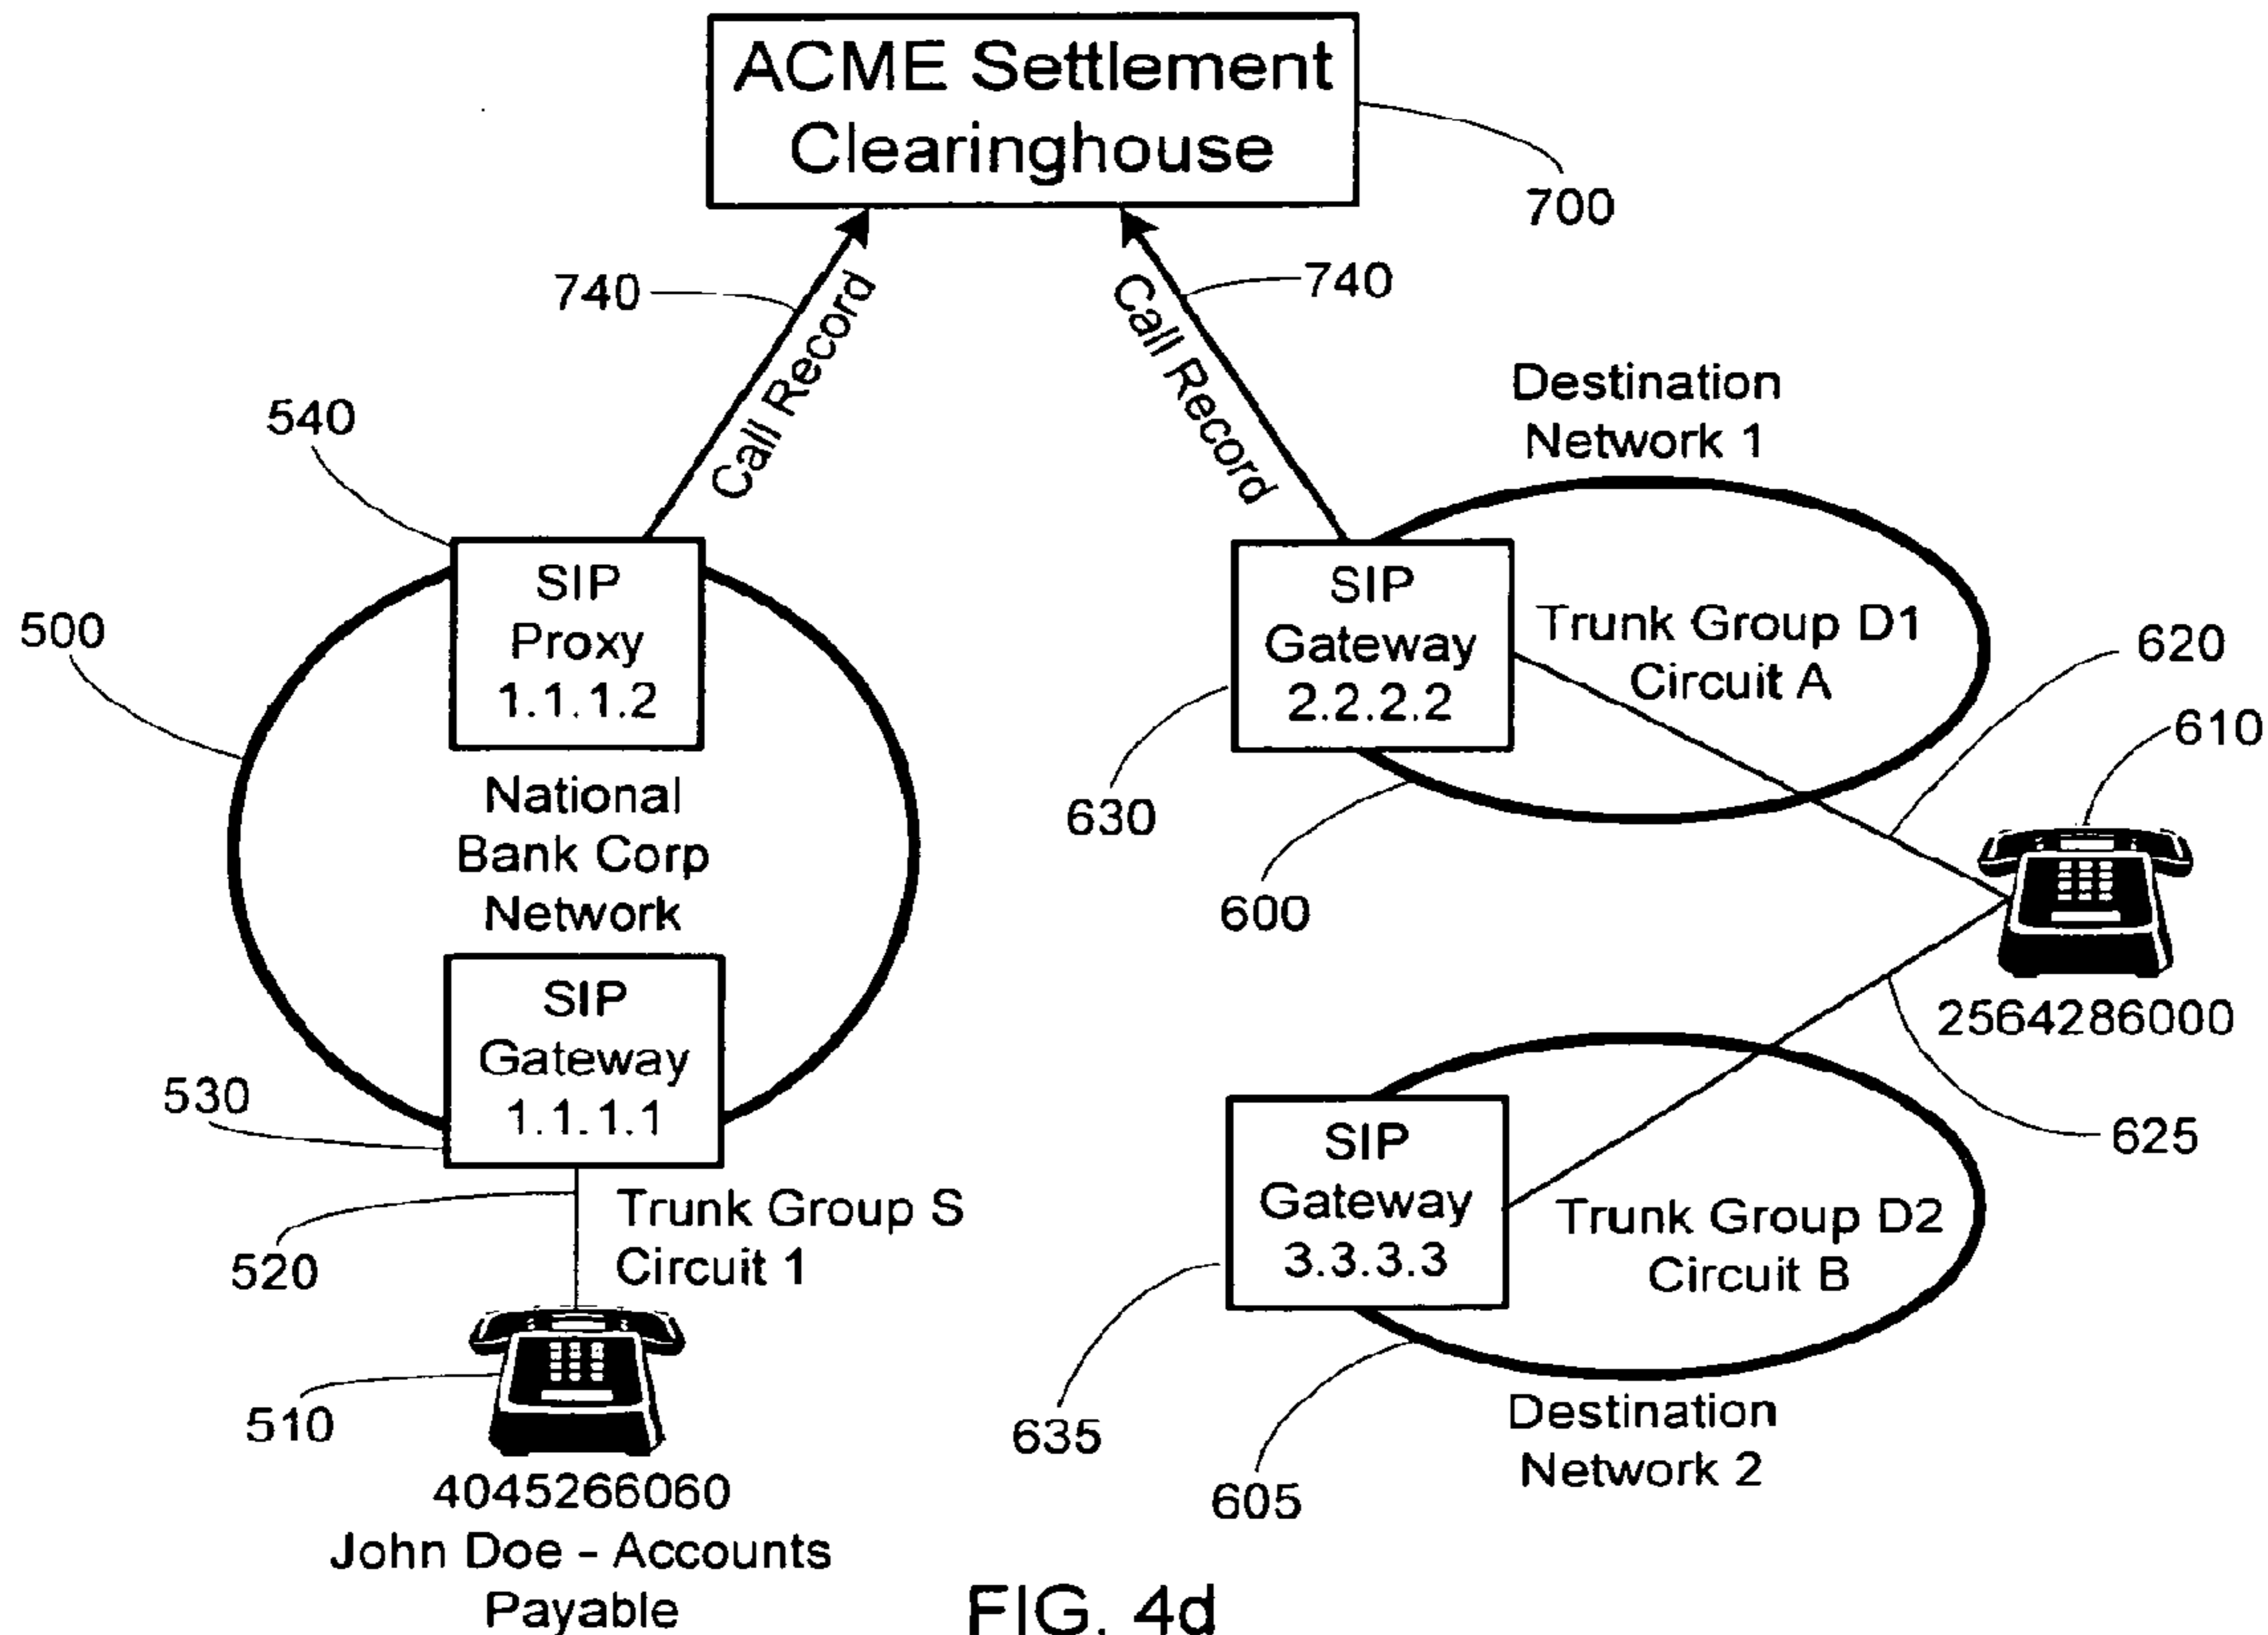 ACME Settlement
Clearinghouse
700
740
Call Record
740
Call Record
Destination
Network 1
540
SIP
Proxy
1.1.1.2
500
National
Bank Corp
Network
SIP
Gateway
1.1.1.1
530
520
Trunk Group S
Circuit 1
510
4045266060
John Doe - Accounts
Payable
SIP
Gateway
2.2.2.2
Trunk Group D1
Circuit A
620
610
630
600
2564286000
625
SIP
Gateway
3.3.3.3
Trunk Group D2
Circuit B
635
605
Destination
Network 2
FIG. 4d